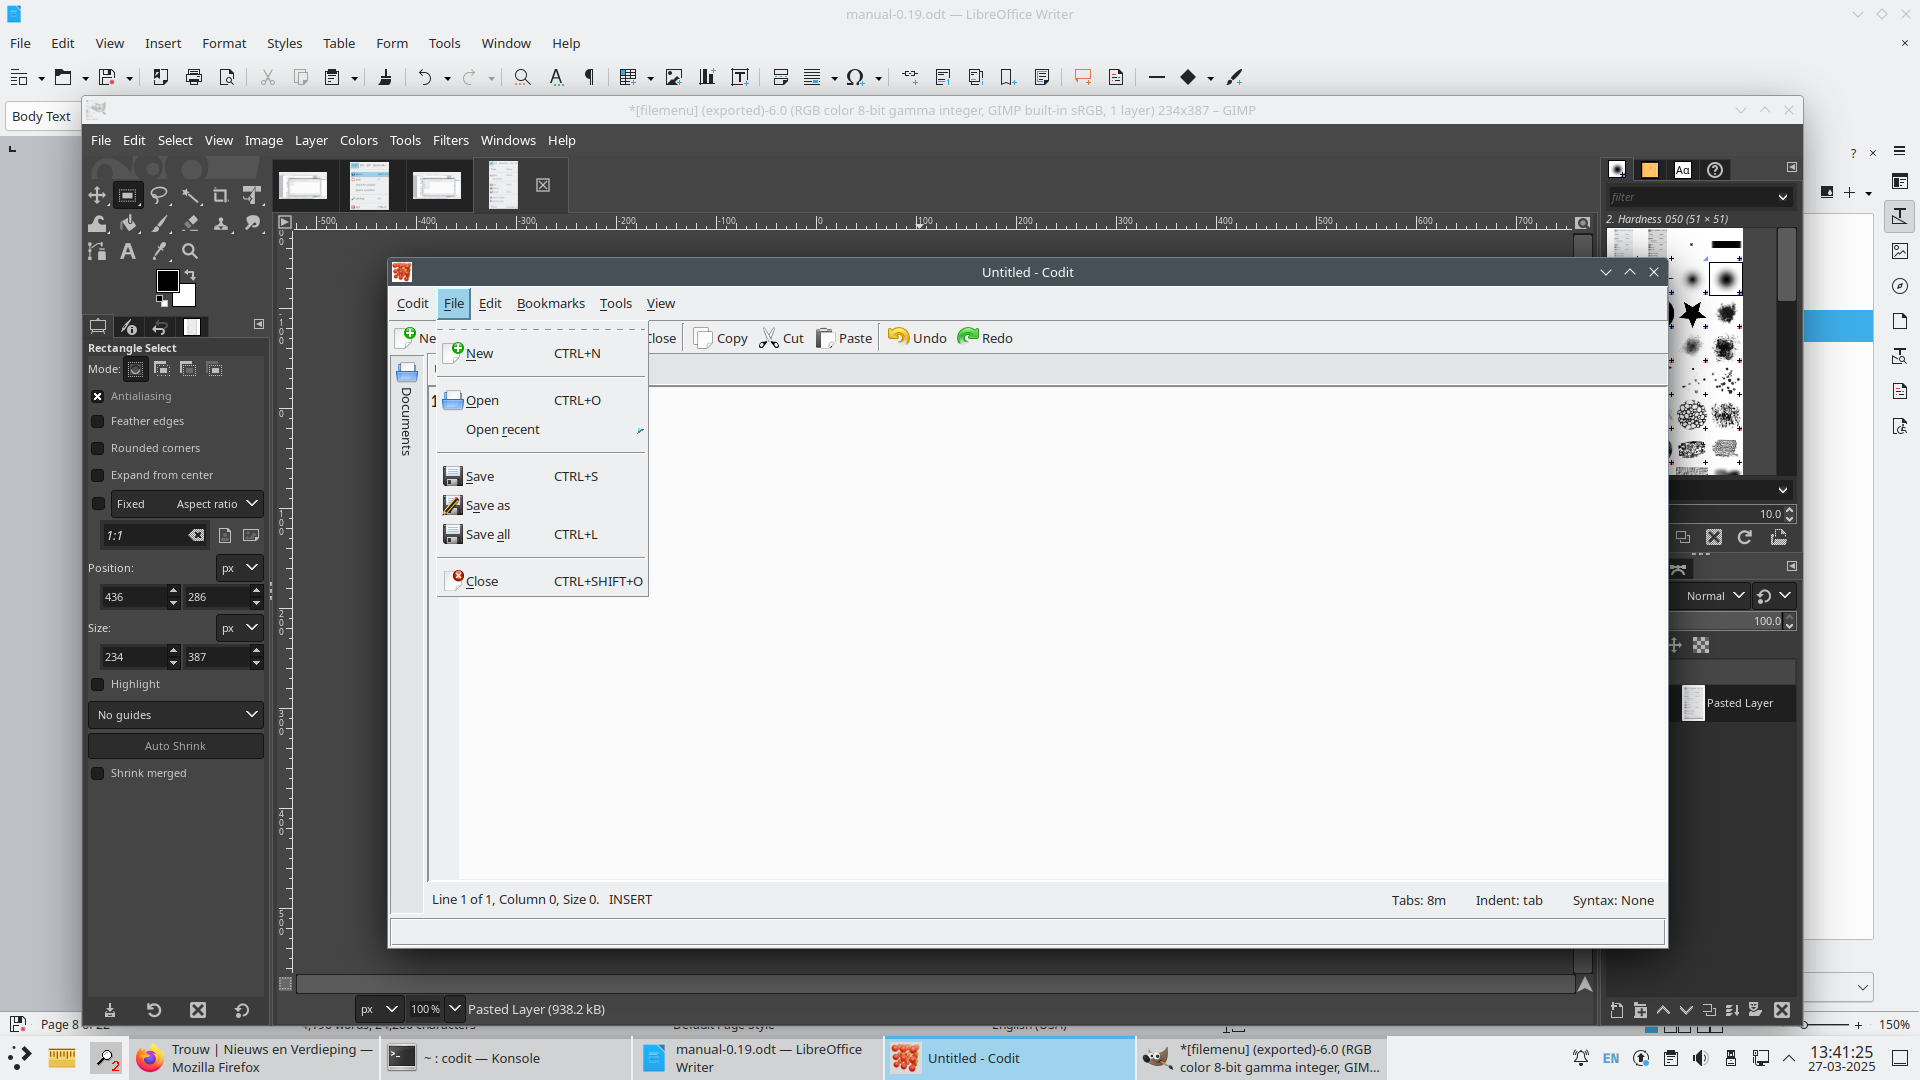 manual-0.19.odt — LibreOffice Writer
File Edit View Insert Format Styles Table Form Tools Window Help
Body Text
*[filemenu] (exported)-6.0 (RGB color 8-bit gamma integer, GIMP built-in sRGB, 1 layer) 234x387 – GIMP
File Edit Select View Image Layer Colors Tools Filters Windows Help
filter
2. Hardness 050 (51 × 51)
-500 -400 -300 -200 -100 0 100 200 300 400 500 600 700
Rectangle Select
Mode:
Antialiasing
Feather edges
Rounded corners
Expand from center
Fixed Aspect ratio
1:1
Position: px
436 286
Size: px
234 387
Highlight
No guides
Auto Shrink
Shrink merged
Untitled - Codit
Codit File Edit Bookmarks Tools View
Close Copy Cut Paste Undo Redo
Documents
New CTRL+N
Open CTRL+O
Open recent
Save CTRL+S
Save as
Save all CTRL+L
Close CTRL+SHIFT+O
Line 1 of 1, Column 0, Size 0. INSERT
Tabs: 8m Indent: tab Syntax: None
10.0
Normal
100.0
Pasted Layer
px 100 % Pasted Layer (938.2 kB)
Page 8 of 22
150%
2 Trouw | Nieuws en Verdieping — Mozilla Firefox
~ : codit — Konsole
manual-0.19.odt — LibreOffice Writer
Untitled - Codit
*[filemenu] (exported)-6.0 (RGB color 8-bit gamma integer, GIM...
EN
13:41:25
27-03-2025